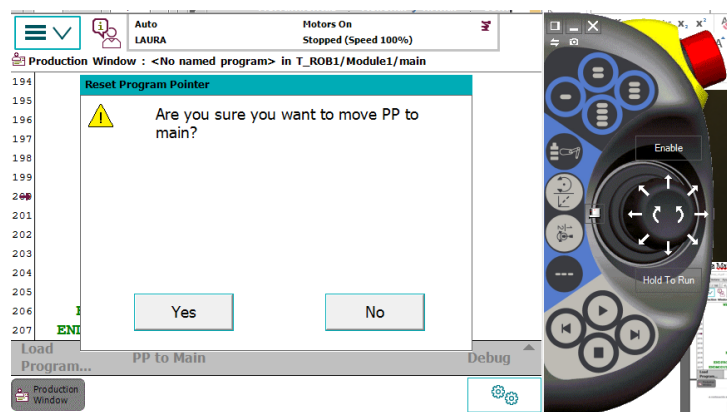 Auto
LAURA
Motors On
Stopped (Speed 100%)
Production Window : <No named program> in T_ROB1/Module1/main
194
195
196
197
198
199
200
201
202
203
204
205
206
207 END
Reset Program Pointer
Are you sure you want to move PP to
main?
Yes
No
Load
Program...
PP to Main
Debug
Production
Window
Enable
Hold To Run